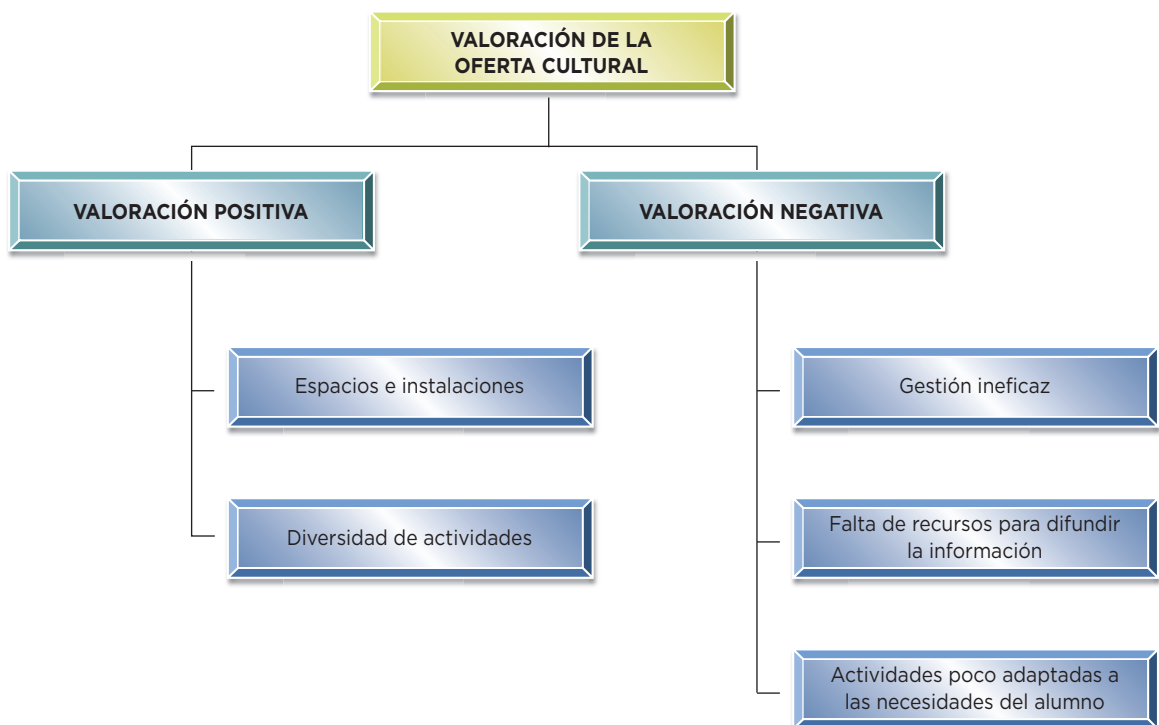 VALORACIÓN DE LA
OFERTA CULTURAL
VALORACIÓN POSITIVA
VALORACIÓN NEGATIVA
Espacios e instalaciones
Gestión ineficaz
Diversidad de actividades
Falta de recursos para difundir
la información
Actividades poco adaptadas a
las necesidades del alumno